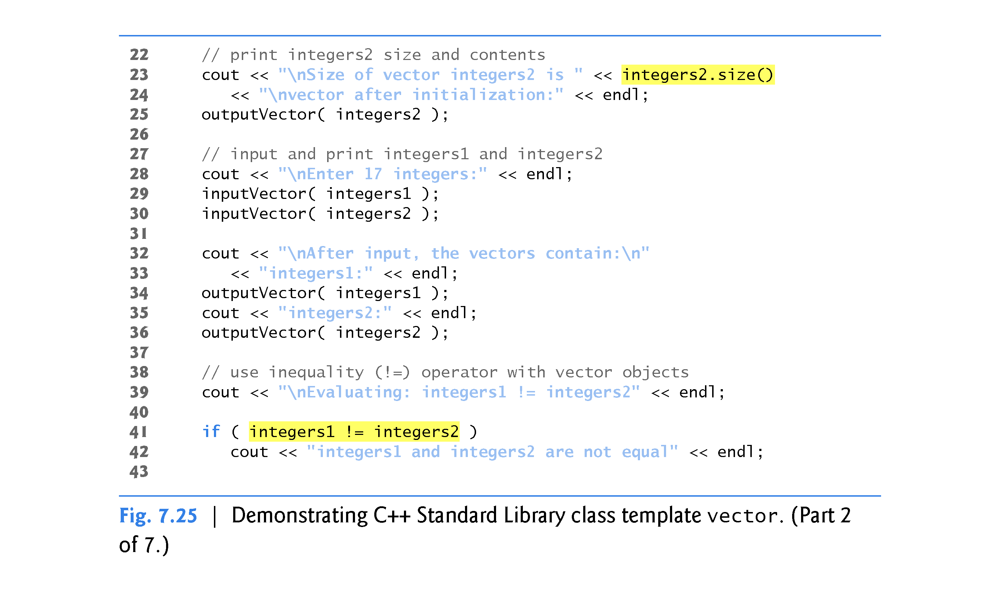 22 // print integers2 size and contents
23 cout << "\nSize of vector integers2 is " << integers2.size()
24 << "\nvector after initialization:" << endl;
25 outputVector( integers2 );
26
27 // input and print integers1 and integers2
28 cout << "\nEnter 17 integers:" << endl;
29 inputVector( integers1 );
30 inputVector( integers2 );
31
32 cout << "\nAfter input, the vectors contain:\n"
33 << "integers1:" << endl;
34 outputVector( integers1 );
35 cout << "integers2:" << endl;
36 outputVector( integers2 );
37
38 // use inequality (!=) operator with vector objects
39 cout << "\nEvaluating: integers1 != integers2" << endl;
40
41 if ( integers1 != integers2 )
42 cout << "integers1 and integers2 are not equal" << endl;
43
Fig. 7.25 | Demonstrating C++ Standard Library class template vector. (Part 2
of 7.)